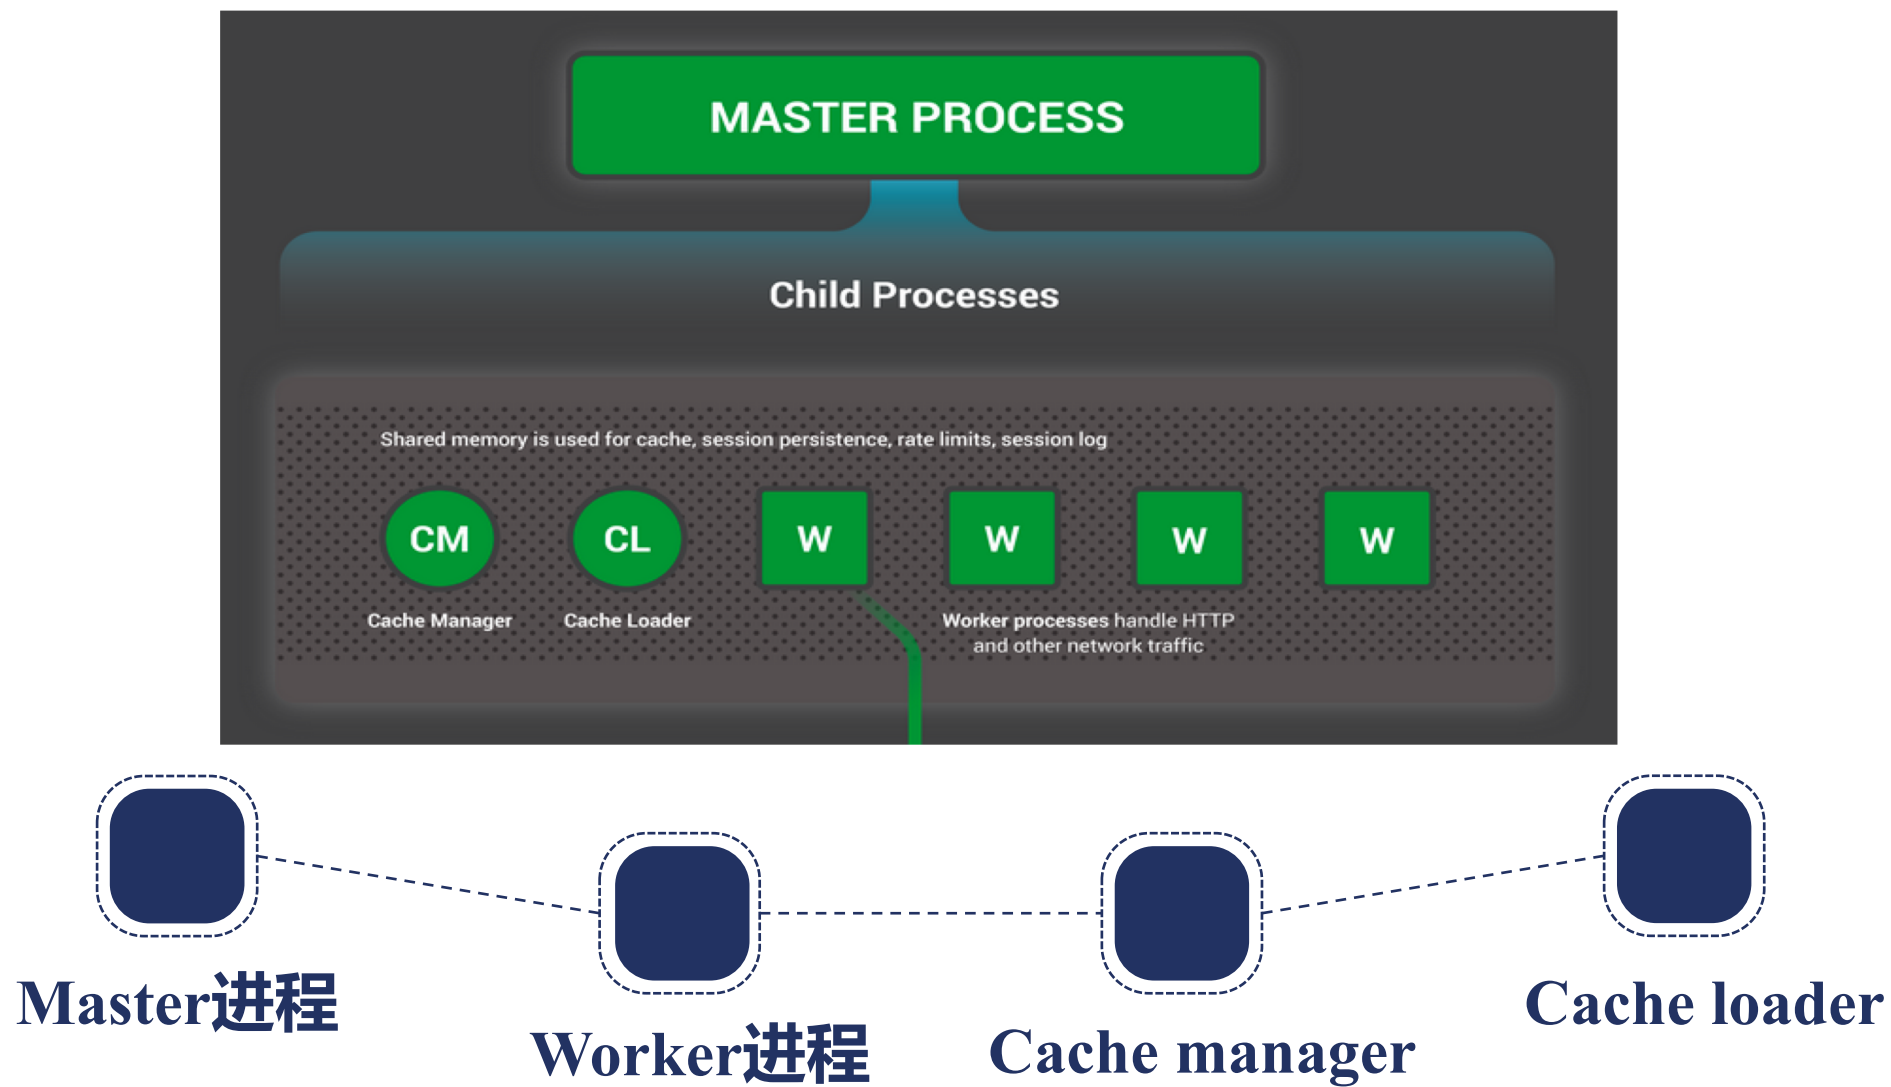 MASTER PROCESS
Child Processes
Shared memory is used for cache, session persistence, rate limits, session log
CM
CL
W
W
W
W
Cache Manager
Cache Loader
Worker processes handle HTTP
and other network traffic
Master进程
Worker进程
Cache manager
Cache loader